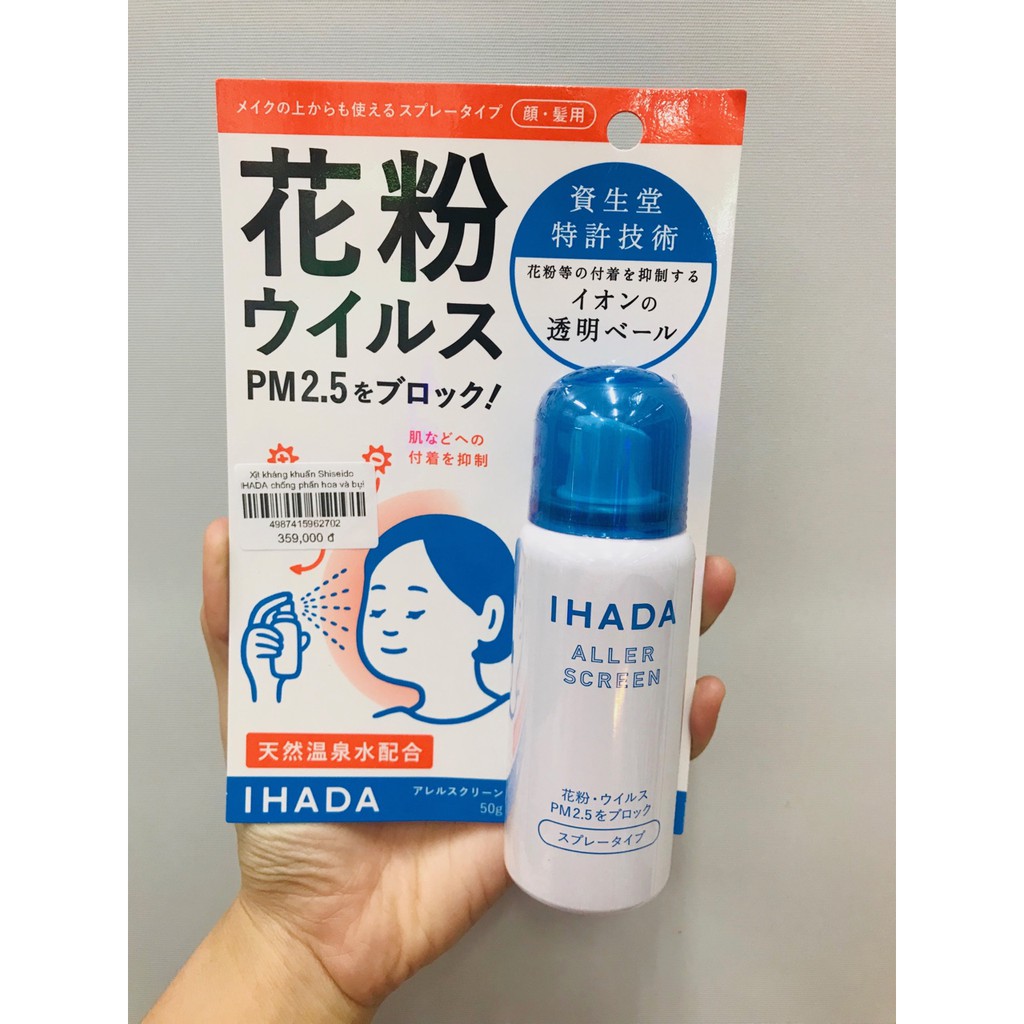 メイクの上からも使えるスプレータイプ 顔・髪用
花粉
ウイルス
PM2.5をブロック!
資生堂
特許技術
花粉等の付着を抑制する
イオンの
透明ベール
肌などへの
付着を抑制
Xịt kháng khuẩn Shiseido
IHADA chống phấn hoa và bụi
4987415962702
359,000 đ
天然温泉水配合
IHADA
アレルスクリーン
50g
IHADA
ALLER
SCREEN
花粉・ウイルス
PM2.5をブロック
スプレータイプ